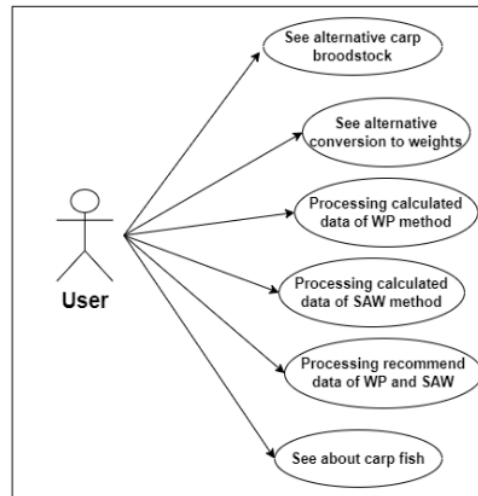 See alternative carp
broodstock
See alternative
conversion to weights
Processing calculated
data of WP method
User
Processing calculated
data of SAW method
Processing recommend
data of WP and SAW
See about carp fish